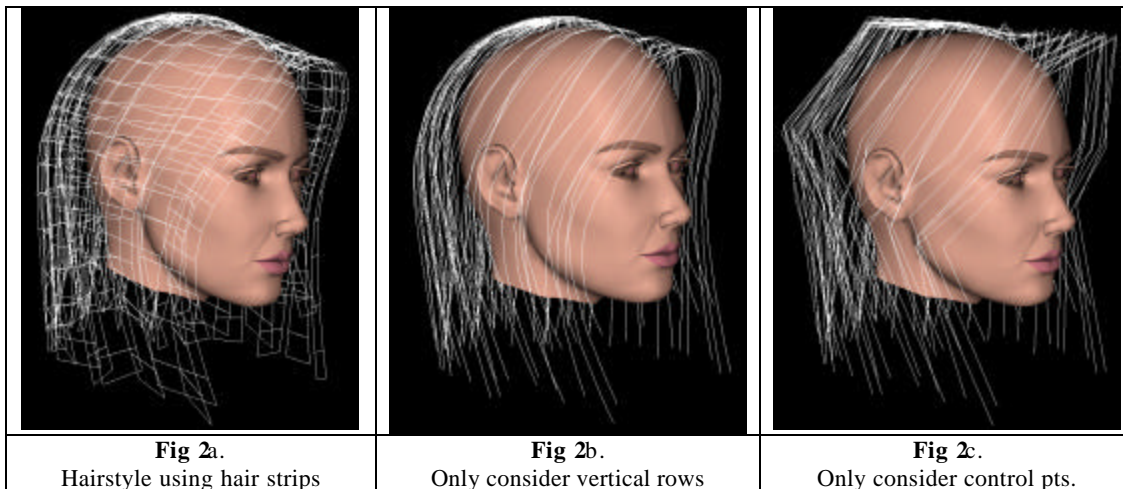 Fig 2a.
Hairstyle using hair strips
Fig 2b.
Only consider vertical rows
Fig 2c.
Only consider control pts.